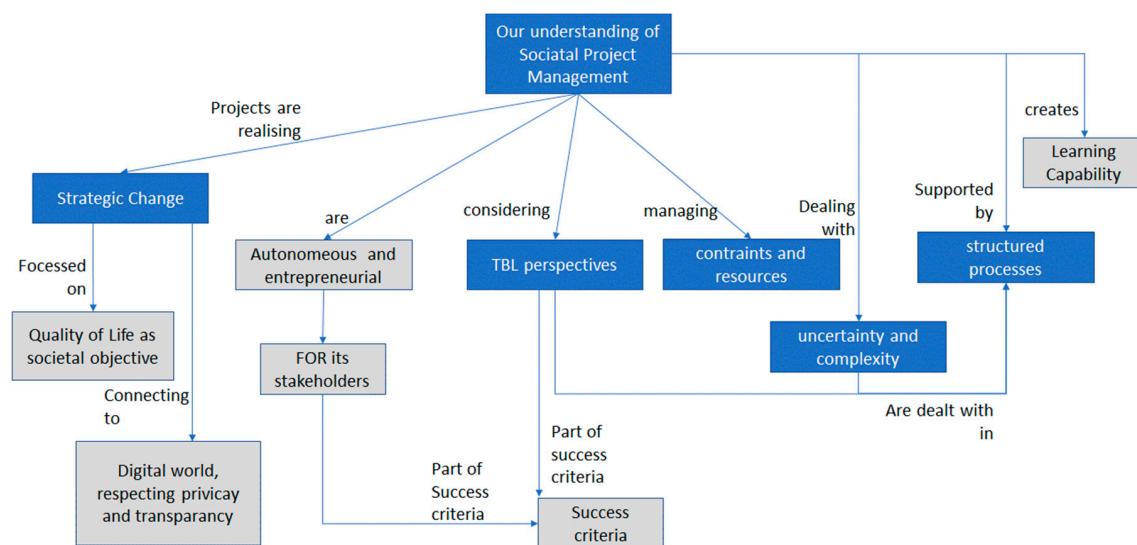 Our understanding of
Sociatal Project
Management
Projects are
realising
creates
Learning
Capability
Strategic Change
are
considering
managing
Dealing
with
Supported
by
Autonomeous and
entrepreneurial
TBL perspectives
contraints and
resources
structured
processes
Focessed
on
Quality of Life as
societal objective
FOR its
stakeholders
uncertainty and
complexity
Connecting
to
Are dealt with
in
Digital world,
respecting privicay
and transparancy
Part of
Success
criteria
Part of
success
criteria
Success
criteria